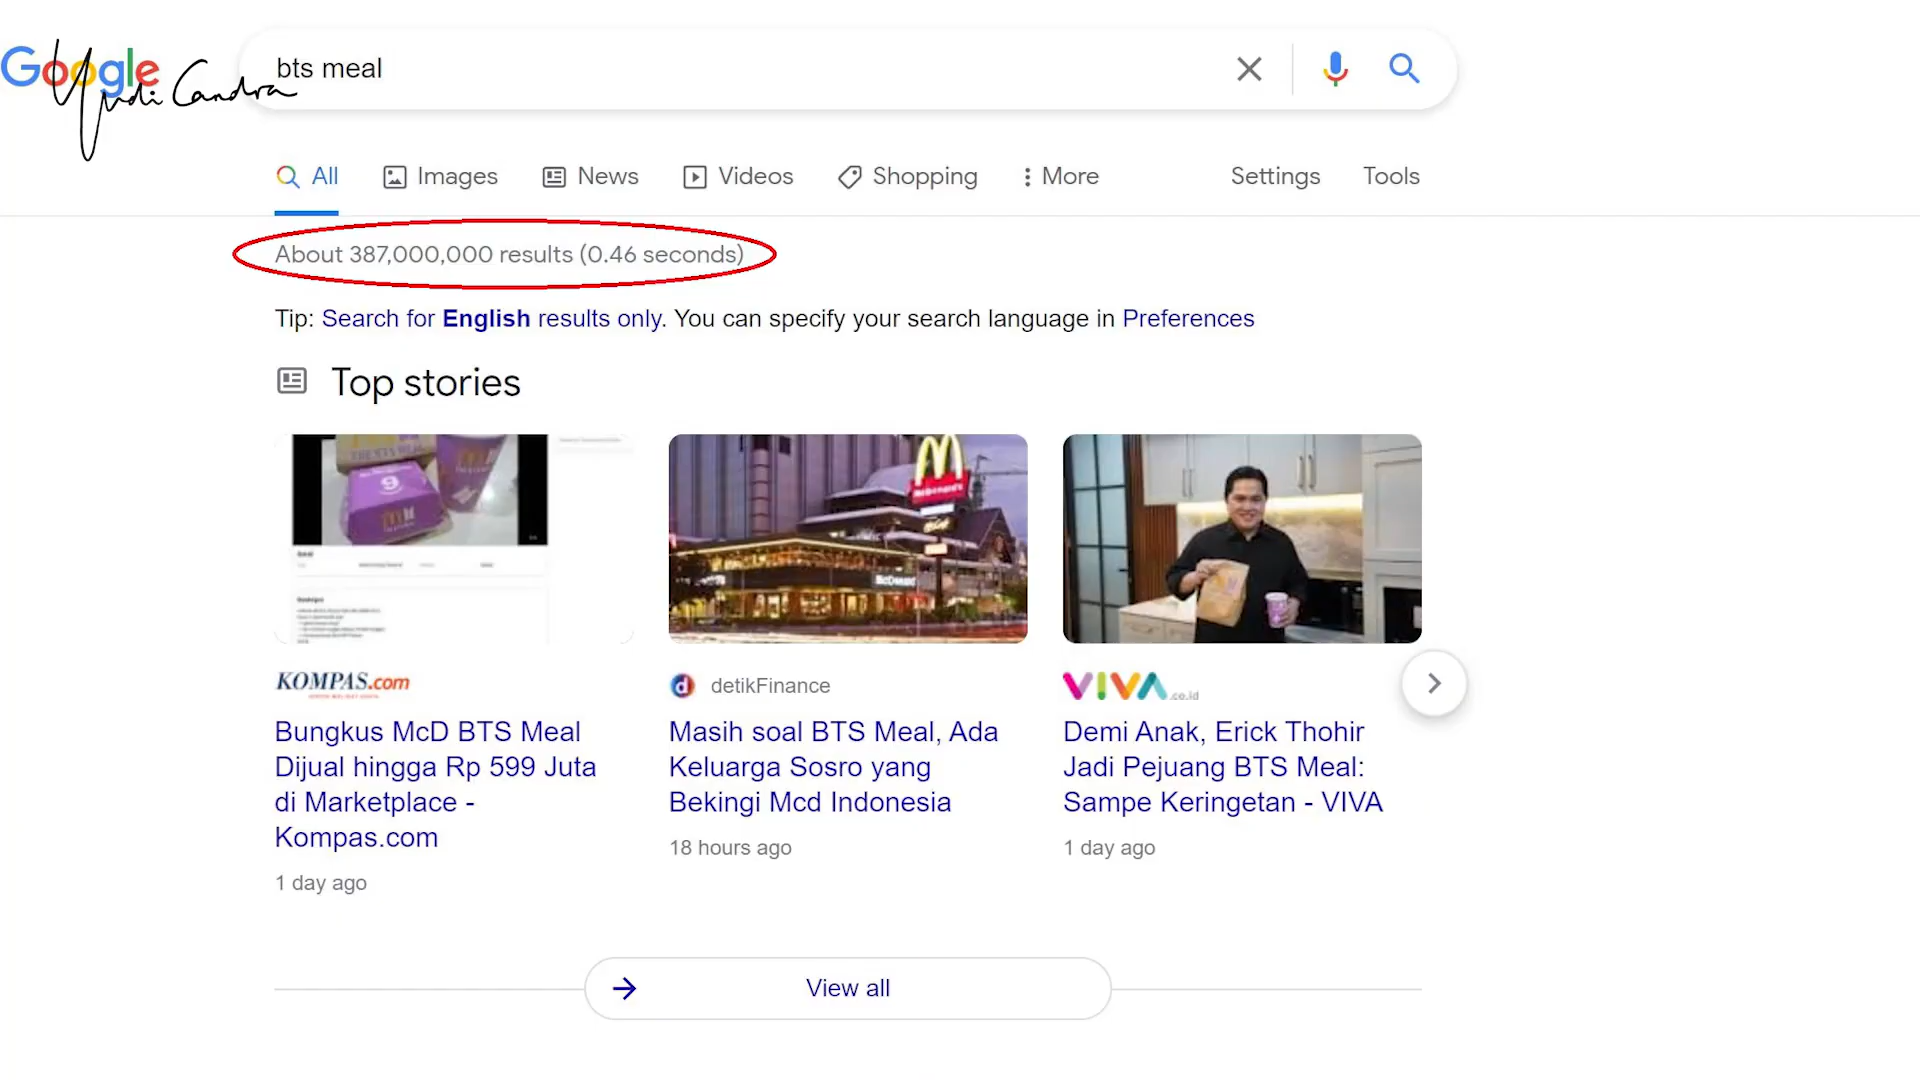 Google
Yudi Candra
bts meal
All Images News Videos Shopping More Settings Tools
About 387,000,000 results (0.46 seconds)
Tip: Search for English results only. You can specify your search language in Preferences
Top stories
McDonald's
McDonald's
KOMPAS.com
detikFinance
VIVA.co.id
Bungkus McD BTS Meal
Dijual hingga Rp 599 Juta
di Marketplace -
Kompas.com
1 day ago
Masih soal BTS Meal, Ada
Keluarga Sosro yang
Bekingi Mcd Indonesia
18 hours ago
Demi Anak, Erick Thohir
Jadi Pejuang BTS Meal:
Sampe Keringetan - VIVA
1 day ago
View all